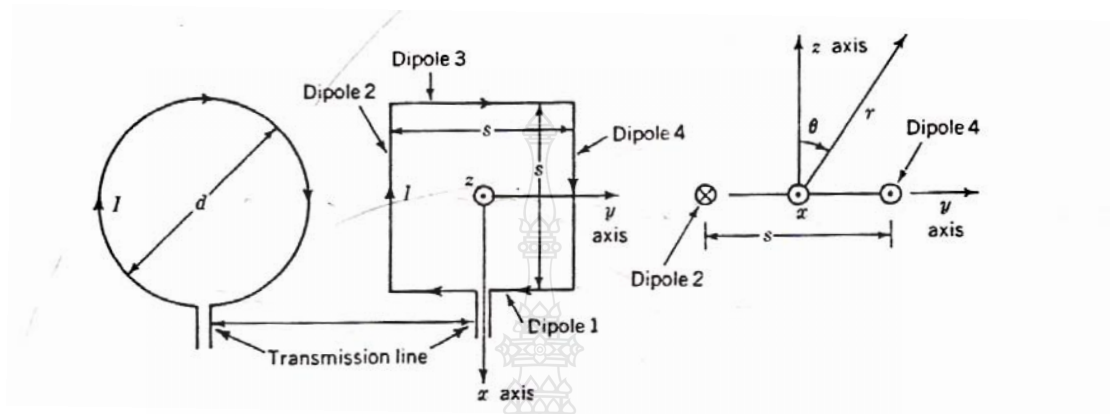 I
d
Transmission line
Dipole 2
Dipole 3
s
s
Dipole 4
I
z
y
axis
Dipole 1
x axis
z axis
θ
r
Dipole 4
x
y
axis
s
Dipole 2